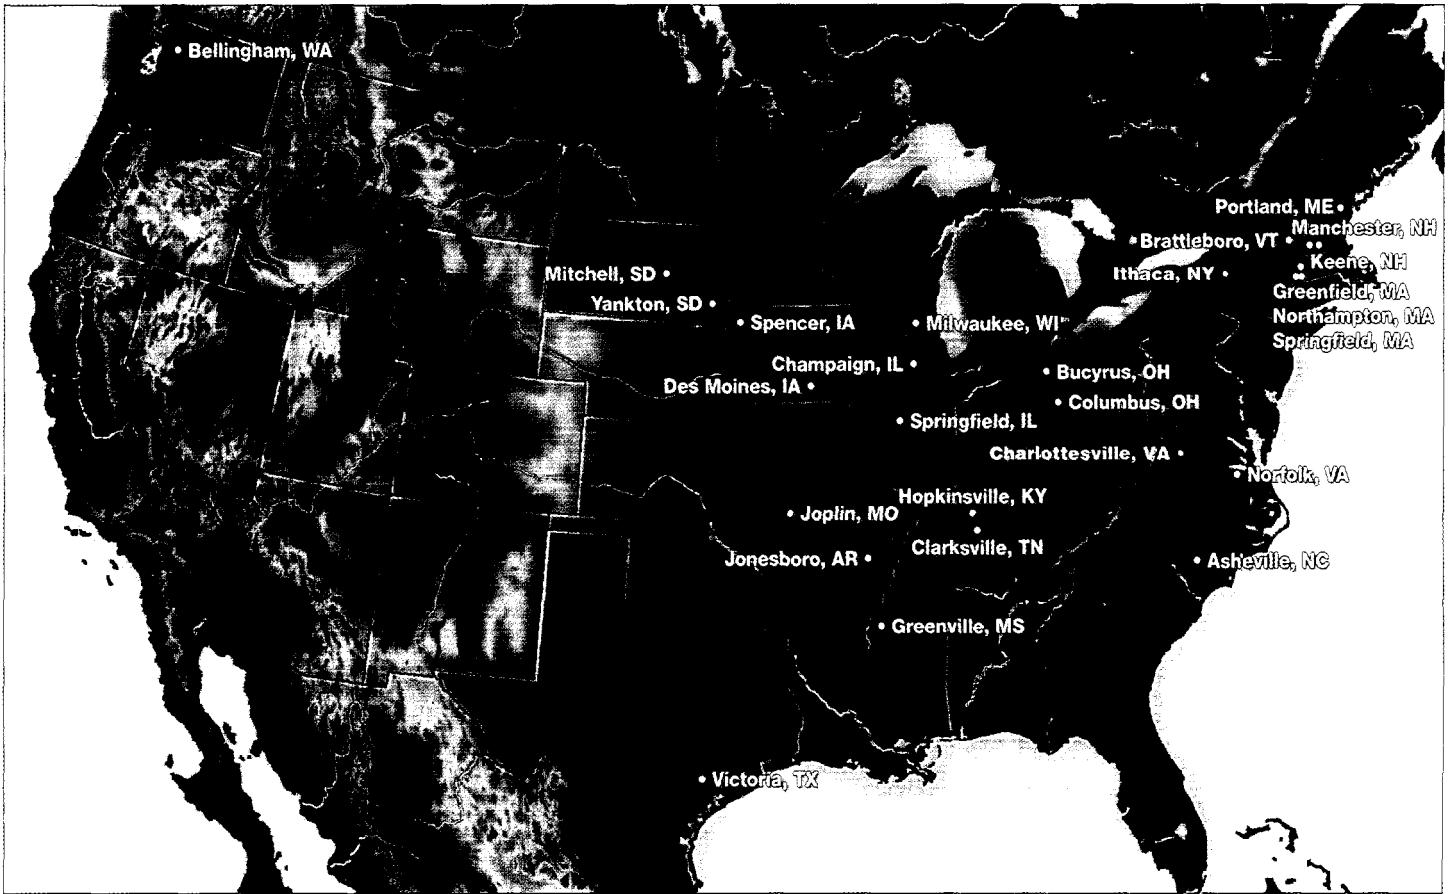 Bellingham, WA
Portland, ME
Manchester, NH
Brattleboro, VT
Keene, NH
Mitchell, SD
Ithaca, NY
Greenfield, MA
Yankton, SD
Northampton, MA
Spencer, IA
Milwaukee, WI
Springfield, MA
Champaign, IL
Bucyrus, OH
Des Moines, IA
Columbus, OH
Springfield, IL
Charlottesville, VA
Norfolk, VA
Hopkinsville, KY
Joplin, MO
Clarksville, TN
Jonesboro, AR
Asheville, NC
Greenville, MS
Victoria, TX